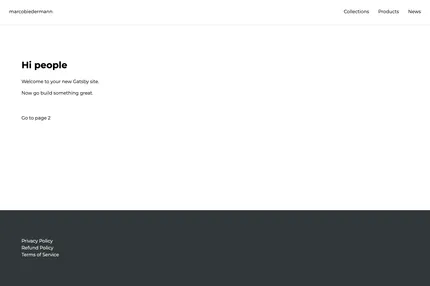 marcobiedermann
Collections Products News
Hi people
Welcome to your new Gatsby site.
Now go build something great.
Go to page 2
Privacy Policy
Refund Policy
Terms of Service